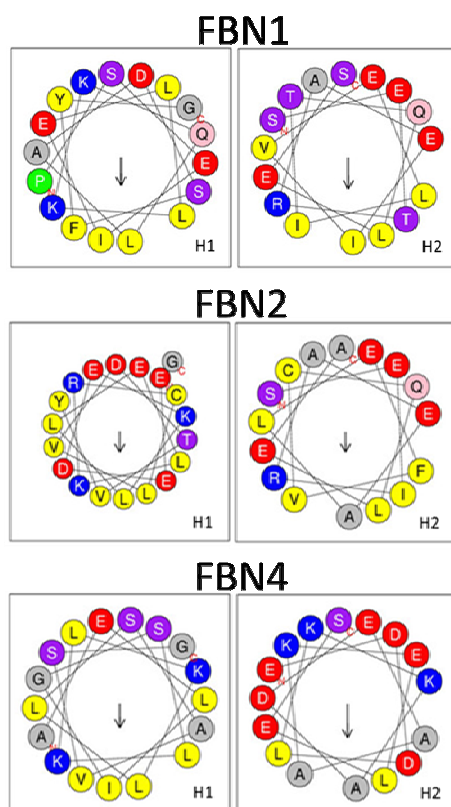 FBN1
K S D L
Y G
C
E Q
A E
P S
N
K L
F I L
H1
T A S E E
C
S Q
N
V E
E
R L
T
I I L
H2
FBN2
R E D E E G
C
Y C
L K
V T
D L
K E
V L L
H1
C A A E E
C
S Q
N
L E
E
R F
V I
A L
H2
FBN4
L E S S
S G
C
G K
L L
A A
N
K L
V I L
H1
K K S E D
C
E E
N
D K
E
L A
A D
A L
H2